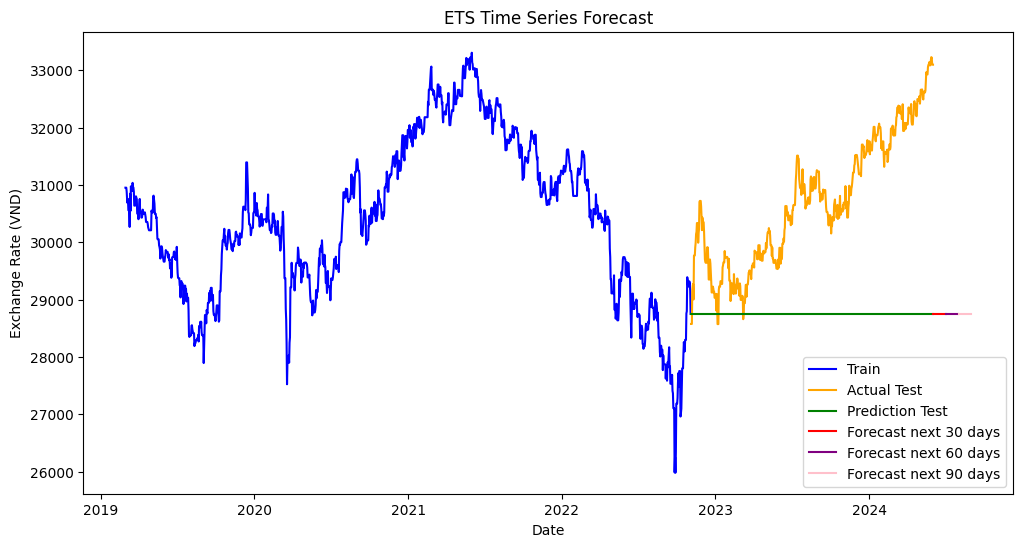 ETS Time Series Forecast
Exchange Rate (VND)
33000
32000
31000
30000
29000
28000
27000
26000
2019
2020
2021
2022
2023
2024
Date
Train
Actual Test
Prediction Test
Forecast next 30 days
Forecast next 60 days
Forecast next 90 days